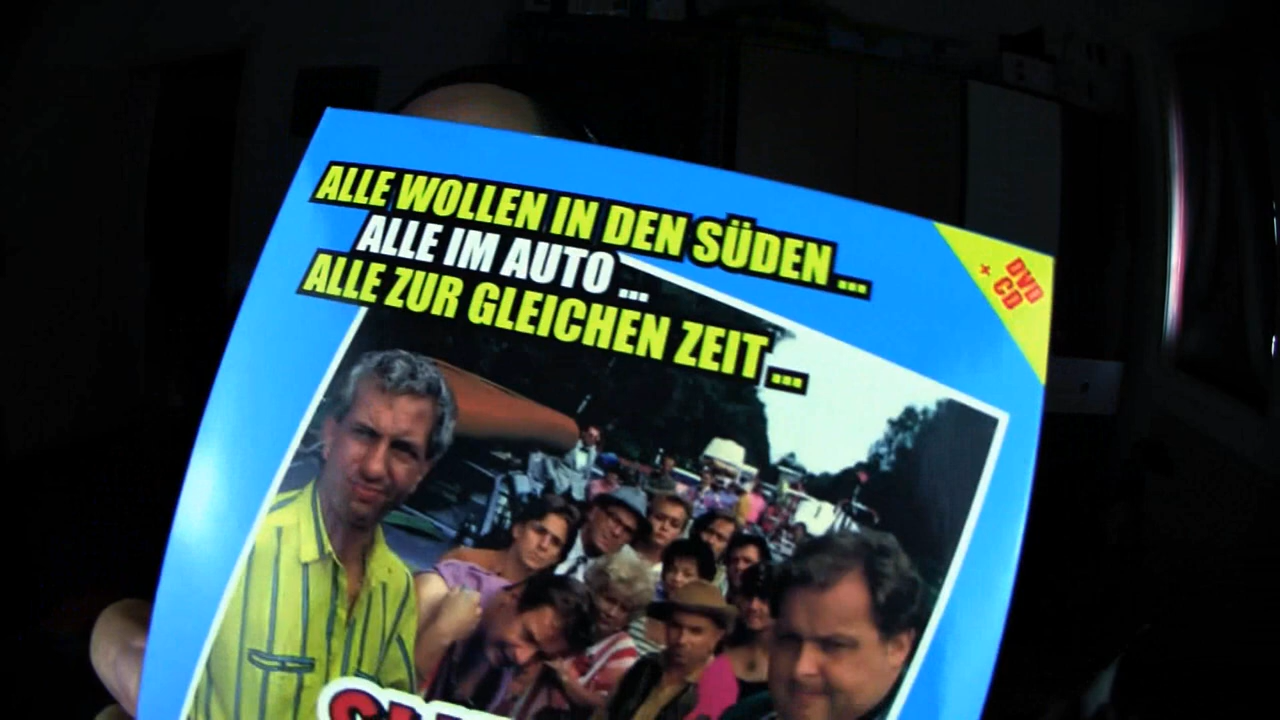 ALLE WOLLEN IN DEN SÜDEN ...
ALLE IM AUTO ...
ALLE ZUR GLEICHEN ZEIT ...
DVD
+ CD